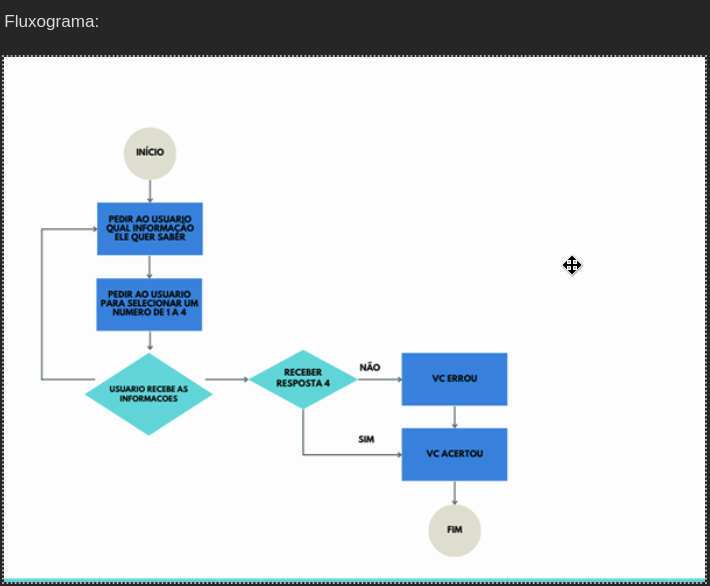 Fluxograma:
INÍCIO
PEDIR AO USUARIO
QUAL INFORMAÇÃO
ELE QUER SABER
PEDIR AO USUARIO
PARA SELECIONAR UM
NUMERO DE 1 A 4
USUARIO RECEBE AS
INFORMACOES
RECEBER
RESPOSTA 4
NÃO
VC ERROU
SIM
VC ACERTOU
FIM